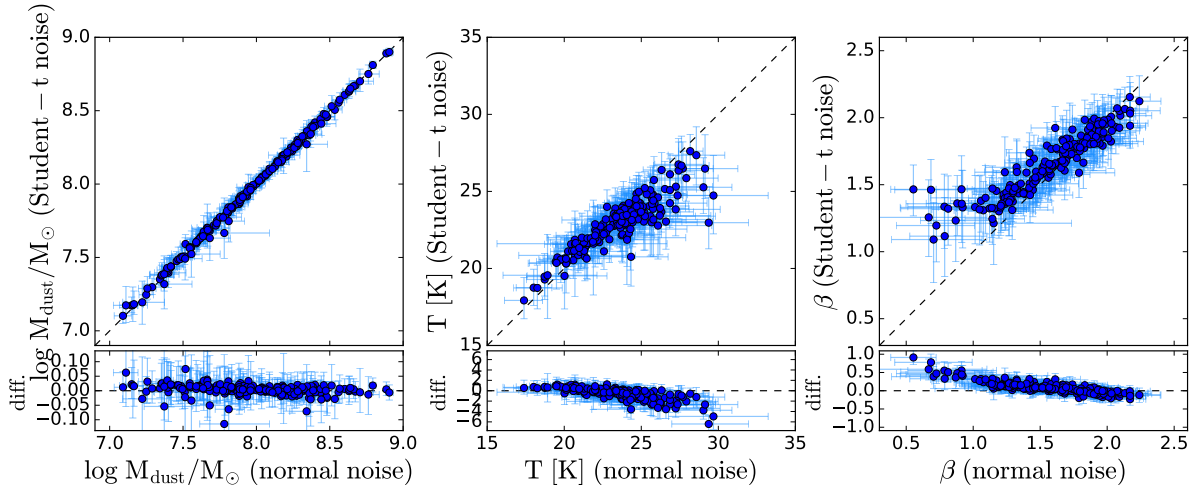 log M_dust/M_⊙ (Student − t noise)
9.0
8.5
8.0
7.5
7.0
diff.
0.10
0.05
0.00
−0.05
−0.10
7.0 7.5 8.0 8.5 9.0
log M_dust/M_⊙ (normal noise)
T [K] (Student − t noise)
35
30
25
20
15
diff.
6
4
2
0
−2
−4
−6
15 20 25 30 35
T [K] (normal noise)
β (Student − t noise)
2.5
2.0
1.5
1.0
0.5
diff.
1.0
0.5
0.0
−0.5
−1.0
0.5 1.0 1.5 2.0 2.5
β (normal noise)